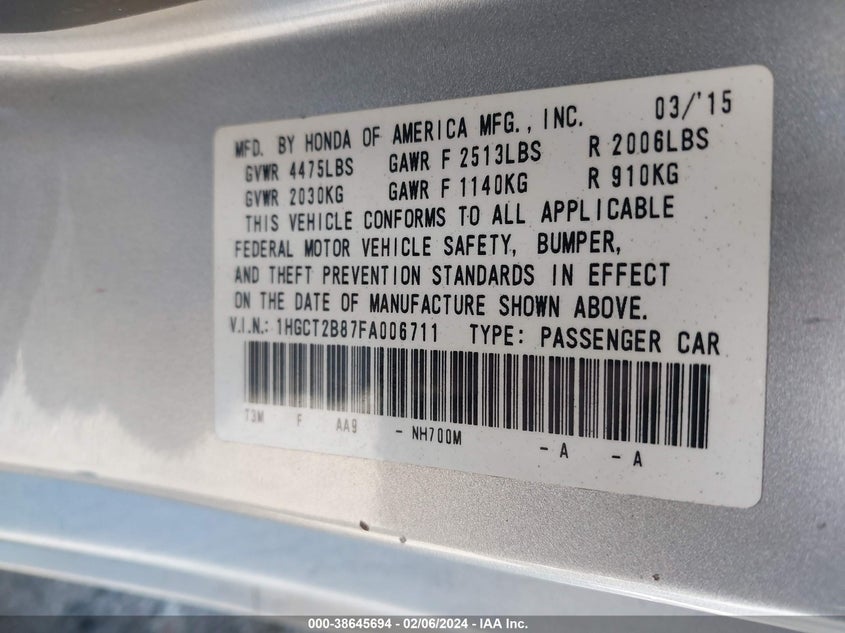 MFD. BY HONDA OF AMERICA MFG., INC. 03/'15
GVWR 4475LBS GAWR F 2513LBS R 2006LBS
GVWR 2030KG GAWR F 1140KG R 910KG
THIS VEHICLE CONFORMS TO ALL APPLICABLE
FEDERAL MOTOR VEHICLE SAFETY, BUMPER,
AND THEFT PREVENTION STANDARDS IN EFFECT
ON THE DATE OF MANUFACTURE SHOWN ABOVE.
V.I.N.: 1HGCT2B87FA006711 TYPE: PASSENGER CAR
T3M F AA9 - NH700M - A - A
000-38645694 / 02/06/2024 - IAA Inc.